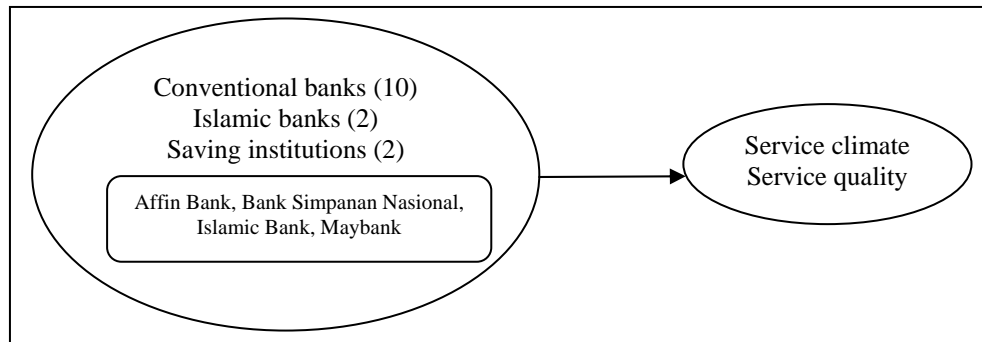 Conventional banks (10)
Islamic banks (2)
Saving institutions (2)
Affin Bank, Bank Simpanan Nasional,
Islamic Bank, Maybank
Service climate
Service quality